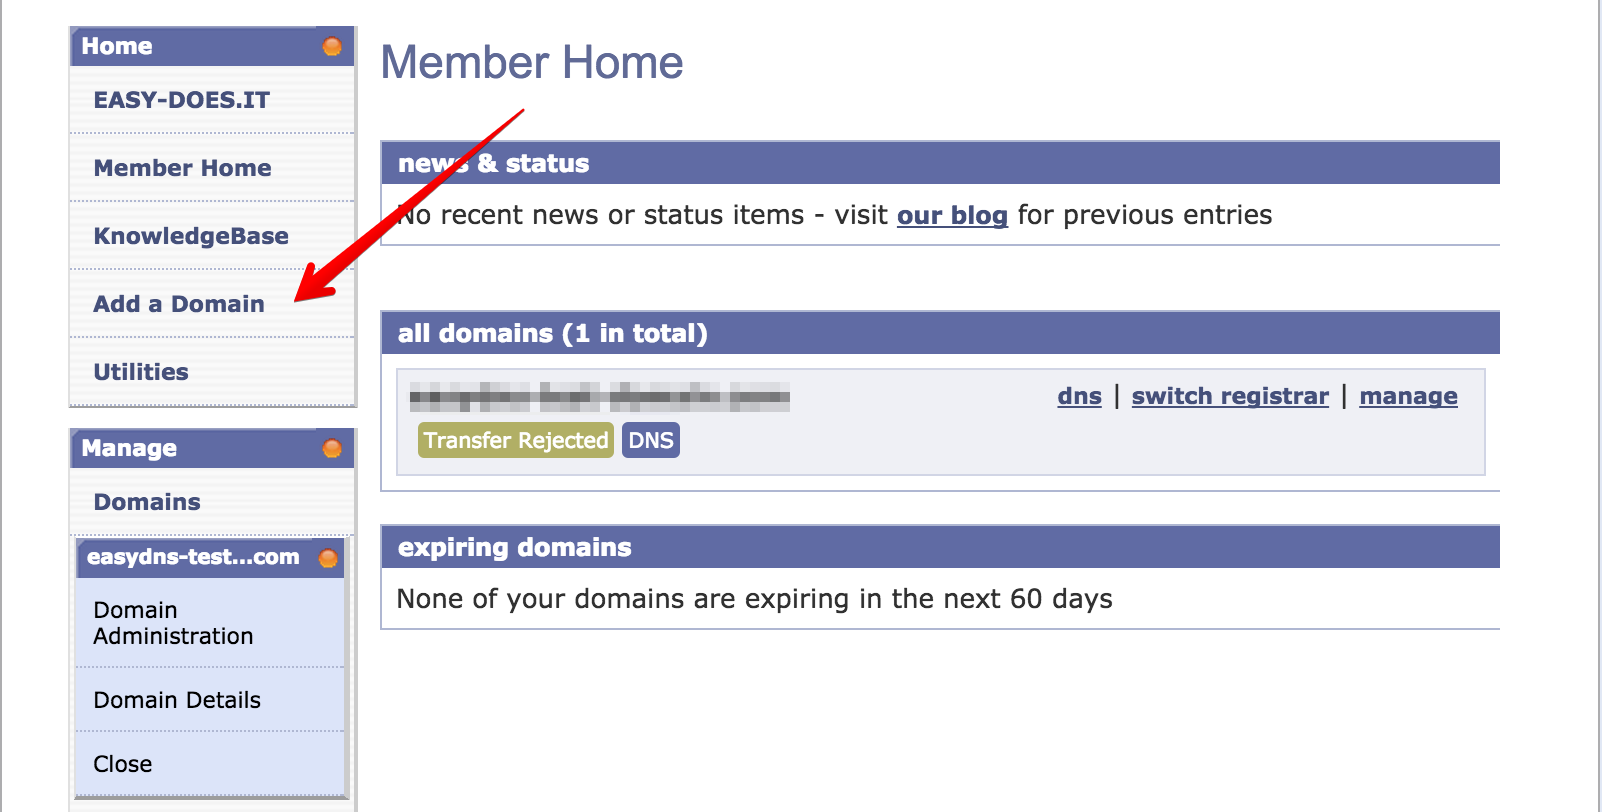 Home
EASY-DOES.IT
Member Home
KnowledgeBase
Add a Domain
Utilities
Manage
Domains
easydns-test...com
Domain
Administration
Domain Details
Close
Member Home
news & status
No recent news or status items - visit our blog for previous entries
all domains (1 in total)
dns | switch registrar | manage
Transfer Rejected DNS
expiring domains
None of your domains are expiring in the next 60 days